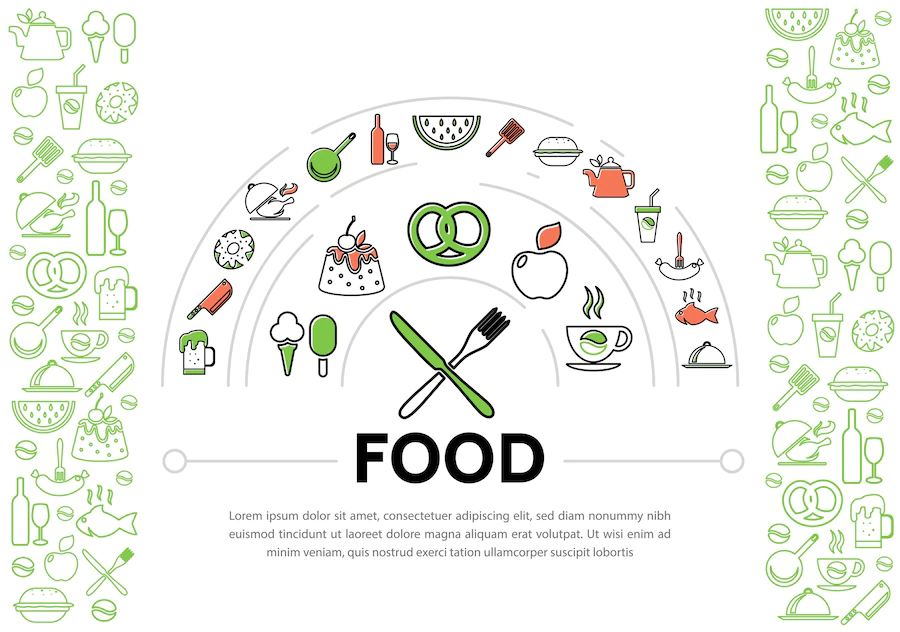 FOOD
Lorem ipsum dolor sit amet, consectetuer adipiscing elit, sed diam nonummy nibh
euismod tincidunt ut laoreet dolore magna aliquam erat volutpat. Ut wisi enim ad
minim veniam, quis nostrud exerci tation ullamcorper suscipit lobortis